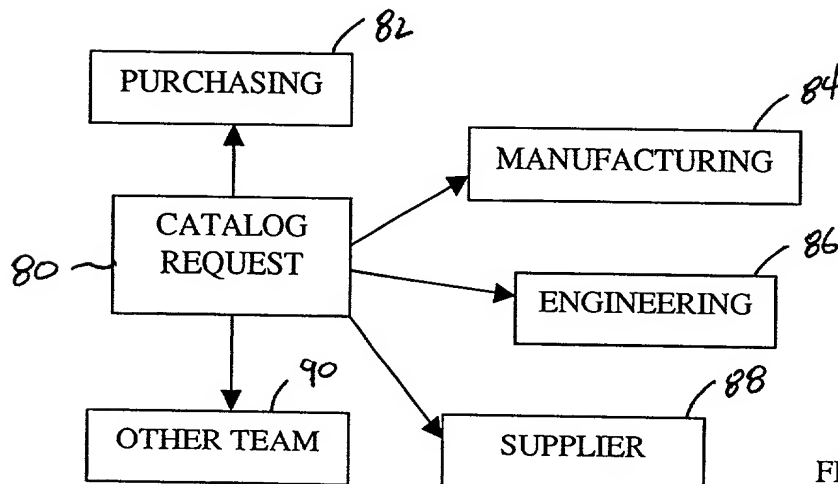 82
PURCHASING
84
MANUFACTURING
CATALOG
REQUEST
80
86
ENGINEERING
90
OTHER TEAM
88
SUPPLIER